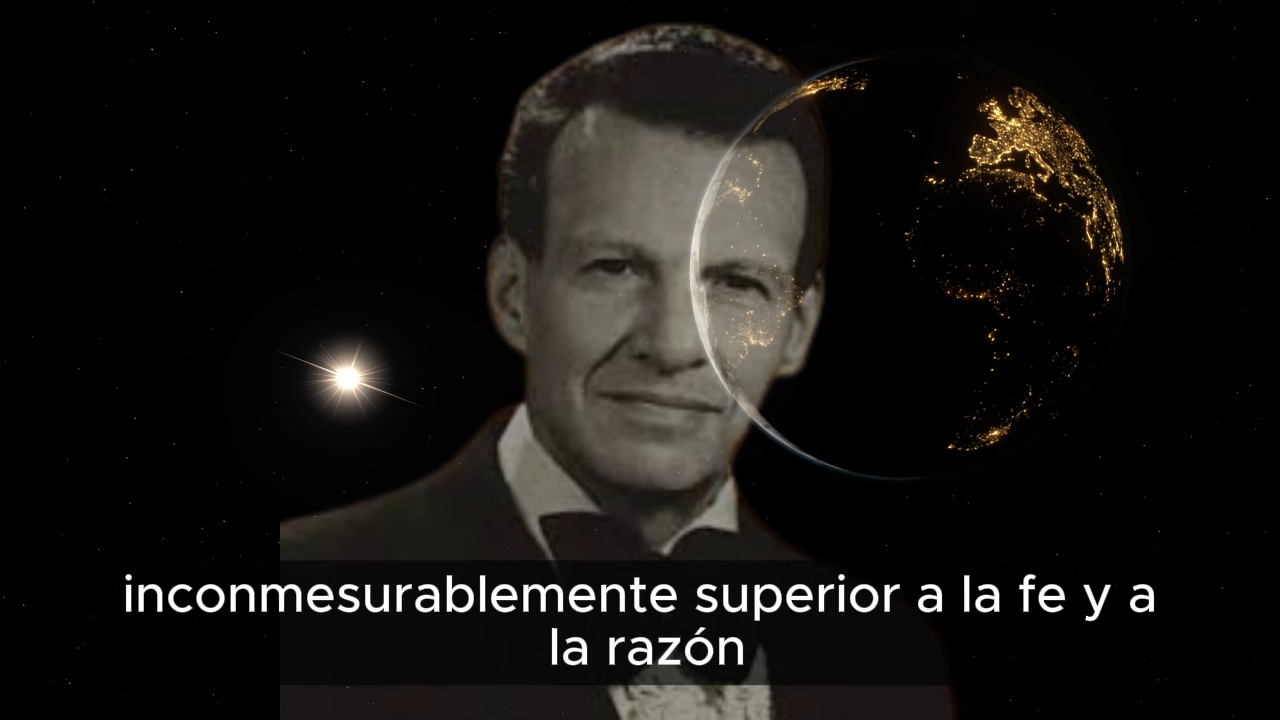 inconmesurablemente superior a la fe y a
la razón